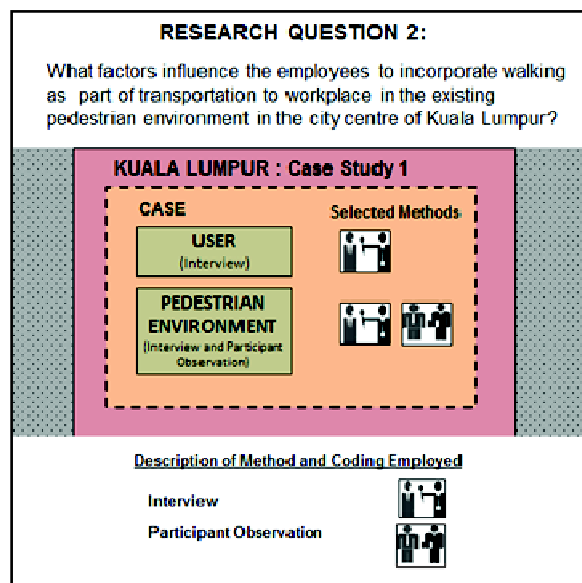 RESEARCH QUESTION 2:
What factors influence the employees to incorporate walking
as part of transportation to workplace in the existing
pedestrian environment in the city centre of Kuala Lumpur?
KUALA LUMPUR : Case Study 1
CASE
Selected Methods
USER
(Interview)
PEDESTRIAN
ENVIRONMENT
(Interview and Participant
Observation)
Description of Method and Coding Employed
Interview
Participant Observation